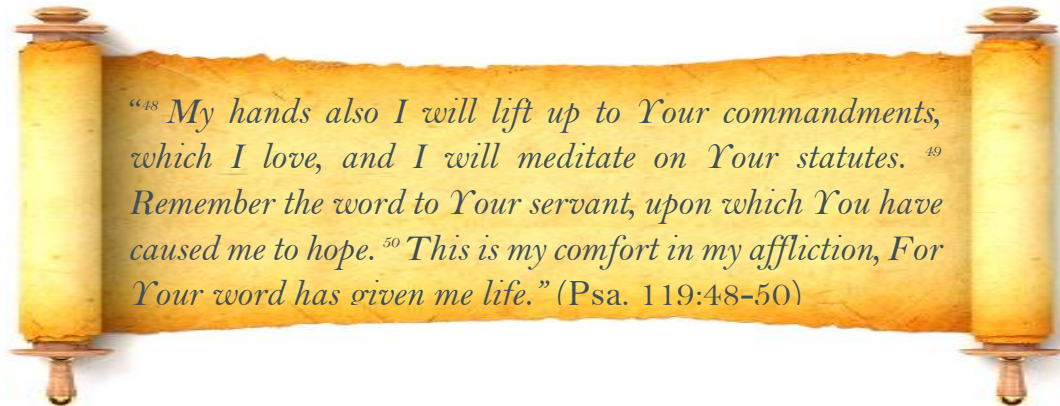 “48 My hands also I will lift up to Your commandments,
which I love, and I will meditate on Your statutes. 49
Remember the word to Your servant, upon which You have
caused me to hope. 50 This is my comfort in my affliction, For
Your word has given me life.” (Psa. 119:48-50)